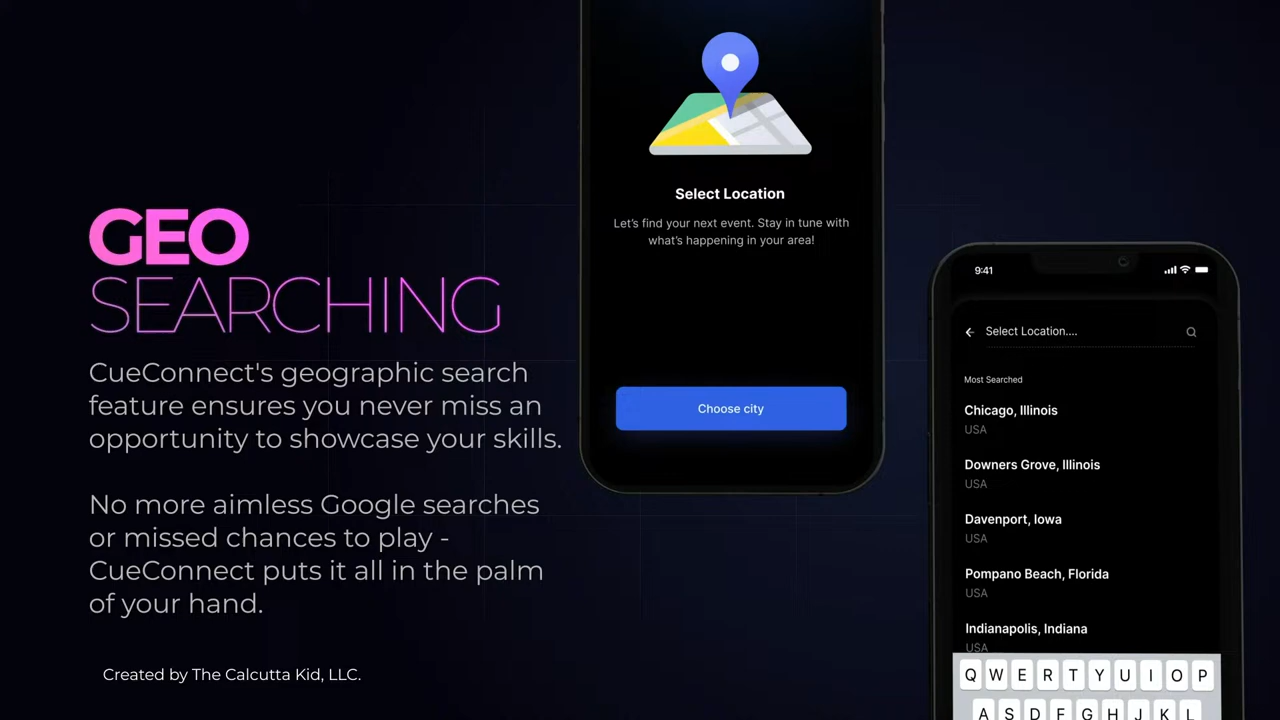 GEO
SEARCHING
CueConnect's geographic search
feature ensures you never miss an
opportunity to showcase your skills.
No more aimless Google searches
or missed chances to play -
CueConnect puts it all in the palm
of your hand.
Created by The Calcutta Kid, LLC.
Select Location
Let's find your next event. Stay in tune with
what's happening in your area!
Choose city
9:41
Select Location....
Most Searched
Chicago, Illinois
USA
Downers Grove, Illinois
USA
Davenport, Iowa
USA
Pompano Beach, Florida
USA
Indianapolis, Indiana
USA
Q W E R T Y U I O P
A S D F G H J K L